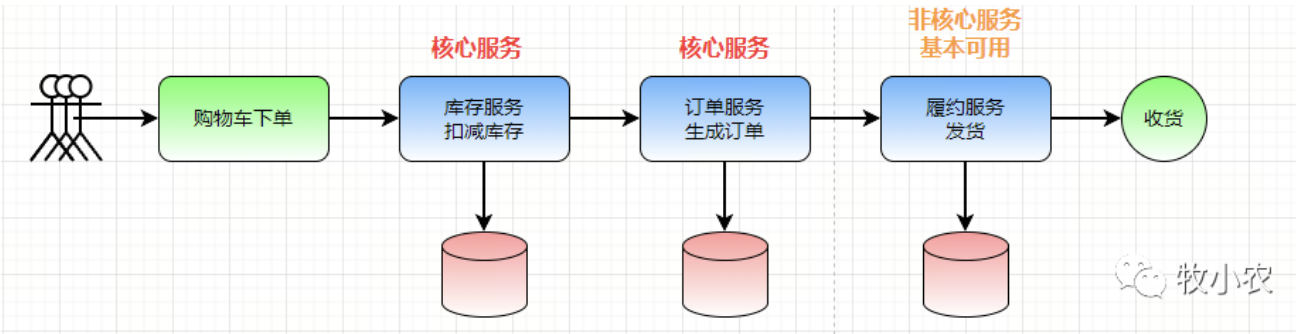 核心服务
核心服务
非核心服务
基本可用
购物车下单
库存服务
扣减库存
订单服务
生成订单
履约服务
发货
收货
牧小农